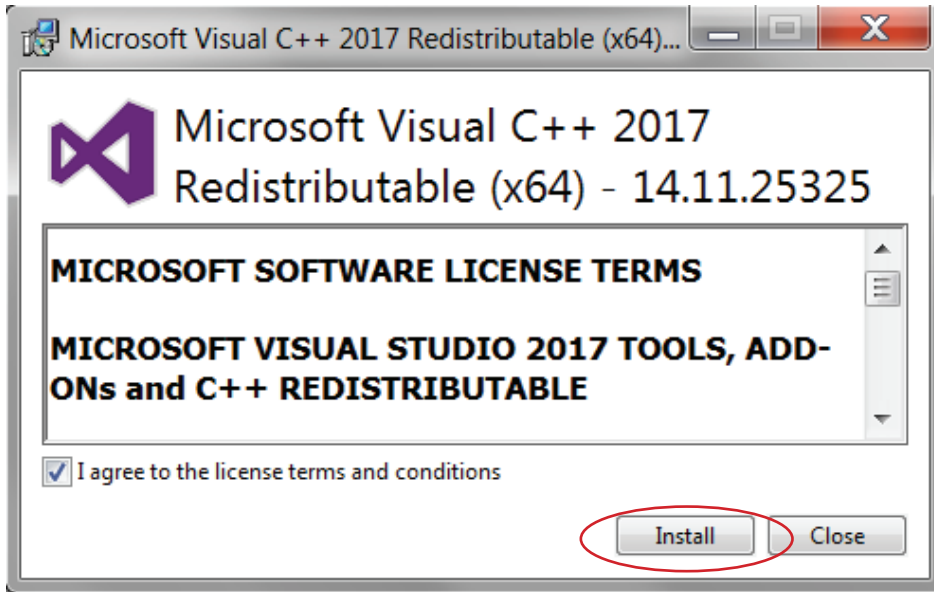 Microsoft Visual C++ 2017 Redistributable (x64)...
Microsoft Visual C++ 2017
Redistributable (x64) - 14.11.25325
MICROSOFT SOFTWARE LICENSE TERMS
MICROSOFT VISUAL STUDIO 2017 TOOLS, ADD-
ONs and C++ REDISTRIBUTABLE
I agree to the license terms and conditions
Install
Close